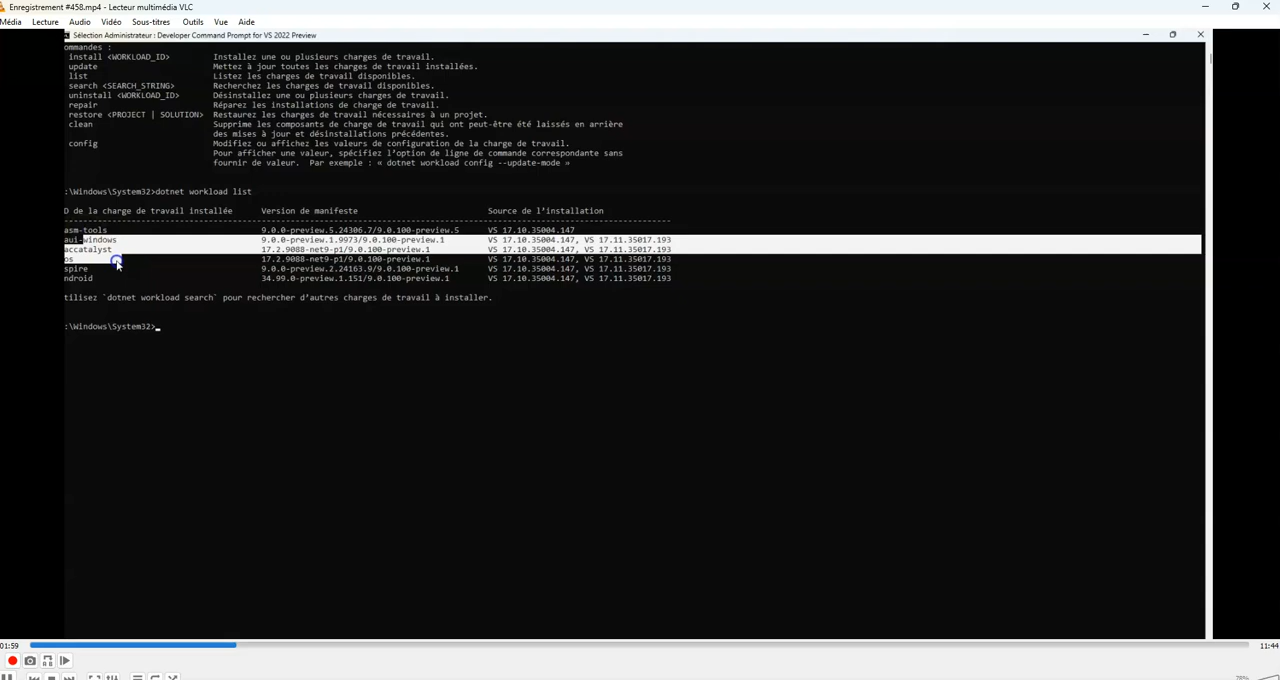 Enregistrement #458.mp4 - Lecteur multimédia VLC
Média Lecture Audio Vidéo Sous-titres Outils Vue Aide
Sélection Administrateur : Developer Command Prompt for VS 2022 Preview
ommandes :
install <WORKLOAD_ID> Installez une ou plusieurs charges de travail.
update Mettez à jour toutes les charges de travail installées.
list Listez les charges de travail disponibles.
search <SEARCH_STRING> Recherchez les charges de travail disponibles.
uninstall <WORKLOAD_ID> Désinstallez une ou plusieurs charges de travail.
repair Réparez les installations de charge de travail.
restore <PROJECT | SOLUTION> Restaurez les charges de travail nécessaires à un projet.
clean Supprime les composants de charge de travail qui ont peut-être été laissés en arrière
des mises à jour et désinstallations précédentes.
config Modifiez ou affichez les valeurs de configuration de la charge de travail.
Pour afficher une valeur, spécifiez l'option de ligne de commande correspondante sans
fournir de valeur. Par exemple : « dotnet workload config --update-mode »
:\Windows\System32>dotnet workload list
D de la charge de travail installée Version de manifeste Source de l'installation
asm-tools 9.0.0-preview.5.24306.7/9.0.100-preview.5 VS 17.10.35004.147
aui-windows 9.0.0-preview.1.9973/9.0.100-preview.1 VS 17.10.35004.147, VS 17.11.35017.193
accatalyst 17.2.9088-net9-p1/9.0.100-preview.1 VS 17.10.35004.147, VS 17.11.35017.193
os 17.2.9088-net9-p1/9.0.100-preview.1 VS 17.10.35004.147, VS 17.11.35017.193
spire 9.0.0-preview.2.24163.9/9.0.100-preview.1 VS 17.10.35004.147, VS 17.11.35017.193
ndroid 34.99.0-preview.1.151/9.0.100-preview.1 VS 17.10.35004.147, VS 17.11.35017.193
tilisez `dotnet workload search` pour rechercher d'autres charges de travail à installer.
:\Windows\System32>
01:59 11:44
78%